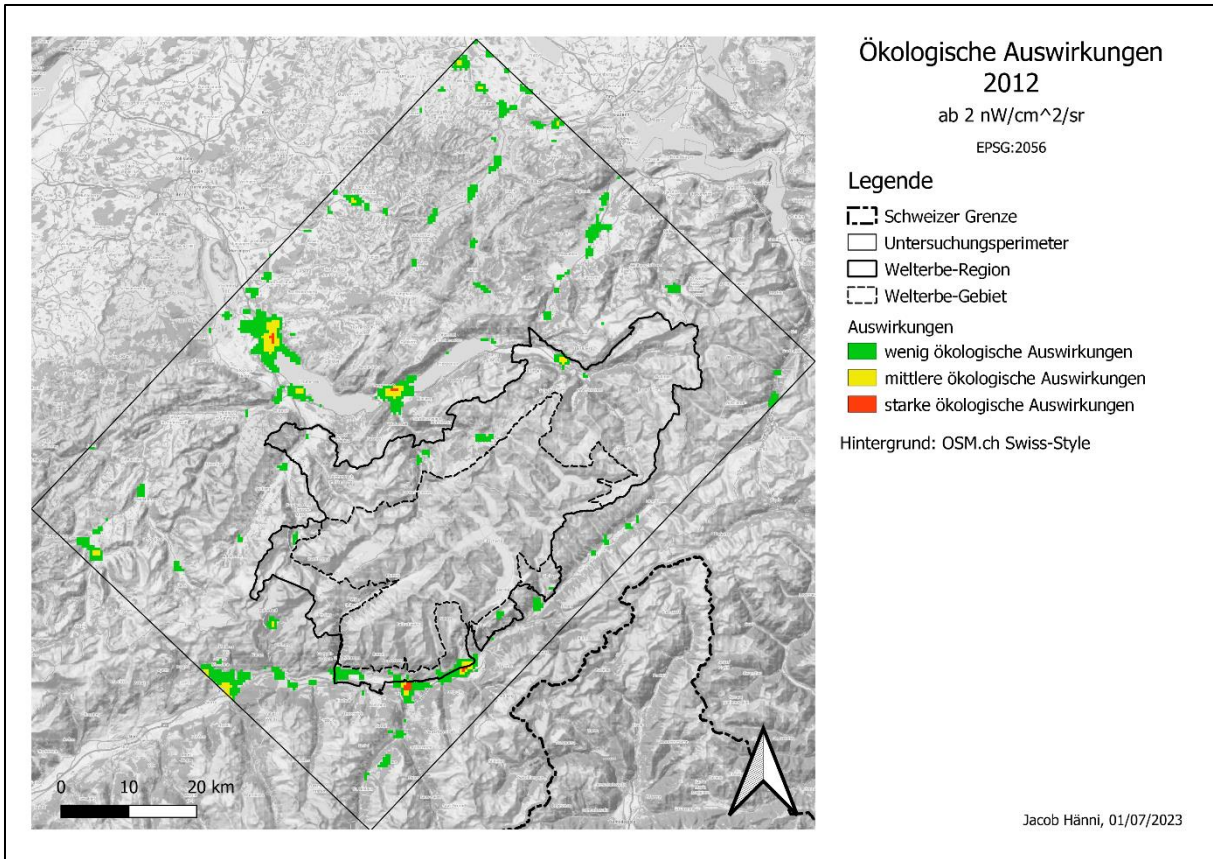 Ökologische Auswirkungen
2012
ab 2 nW/cm^2/sr
EPSG:2056
Legende
Schweizer Grenze
Untersuchungsperimeter
Welterbe-Region
Welterbe-Gebiet
Auswirkungen
wenig ökologische Auswirkungen
mittlere ökologische Auswirkungen
starke ökologische Auswirkungen
Hintergrund: OSM.ch Swiss-Style
0 10 20 km
Jacob Hänni, 01/07/2023